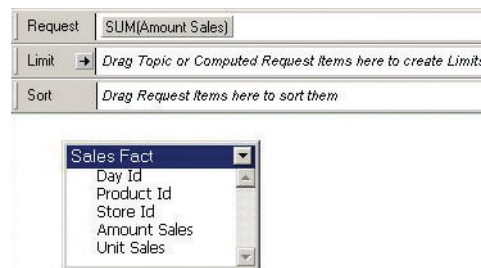 Request SUM(Amount Sales)
Limit Drag Topic or Computed Request Items here to create Limits
Sort Drag Request Items here to sort them
Sales Fact
Day Id
Product Id
Store Id
Amount Sales
Unit Sales